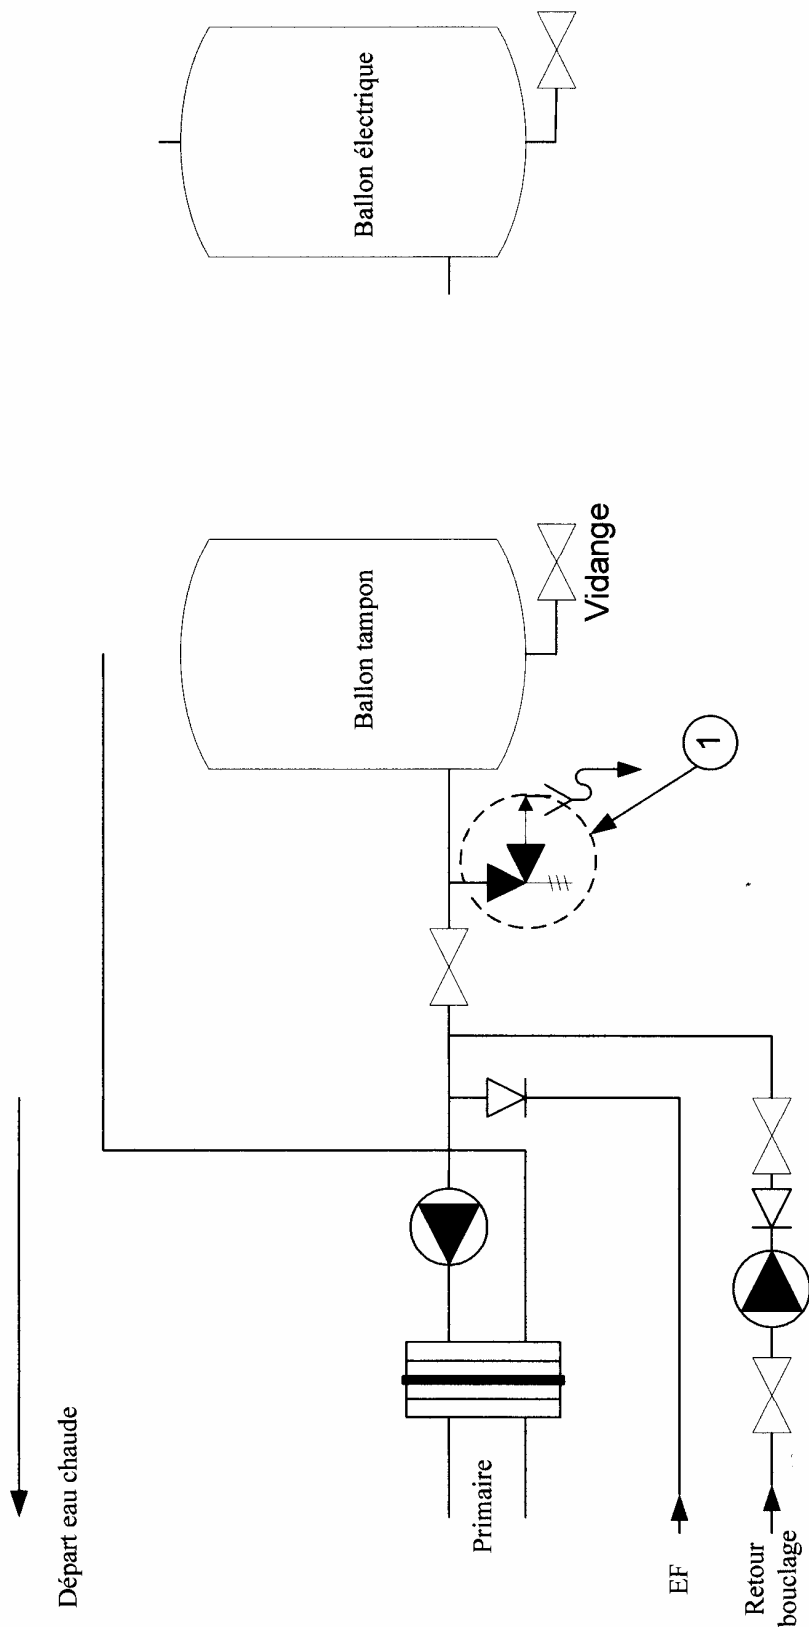 Départ eau chaude
Primaire
EF
Retour
bouclage
Ballon tampon
Vidange
1
Ballon électrique